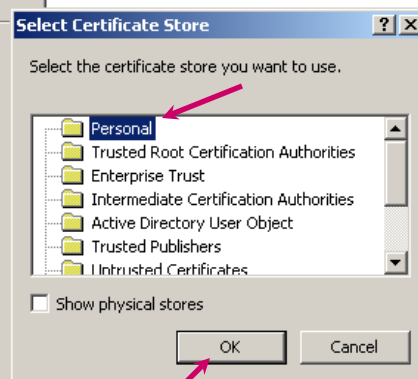 Select Certificate Store
Select the certificate store you want to use.
Personal
Trusted Root Certification Authorities
Enterprise Trust
Intermediate Certification Authorities
Active Directory User Object
Trusted Publishers
Untrusted Certificates
Show physical stores
OK
Cancel